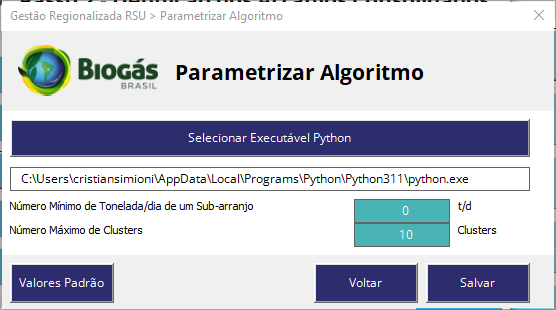 Gestão Regionalizada RSU > Parametrizar Algoritmo
BIOGÁS
BRASIL
Parametrizar Algoritmo
Selecionar Executável Python
C:\Users\cristiansimioni\AppData\Local\Programs\Python\Python311\python.exe
Número Mínimo de Tonelada/dia de um Sub-arranjo 0 t/d
Número Máximo de Clusters 10 Clusters
Valores Padrão Voltar Salvar